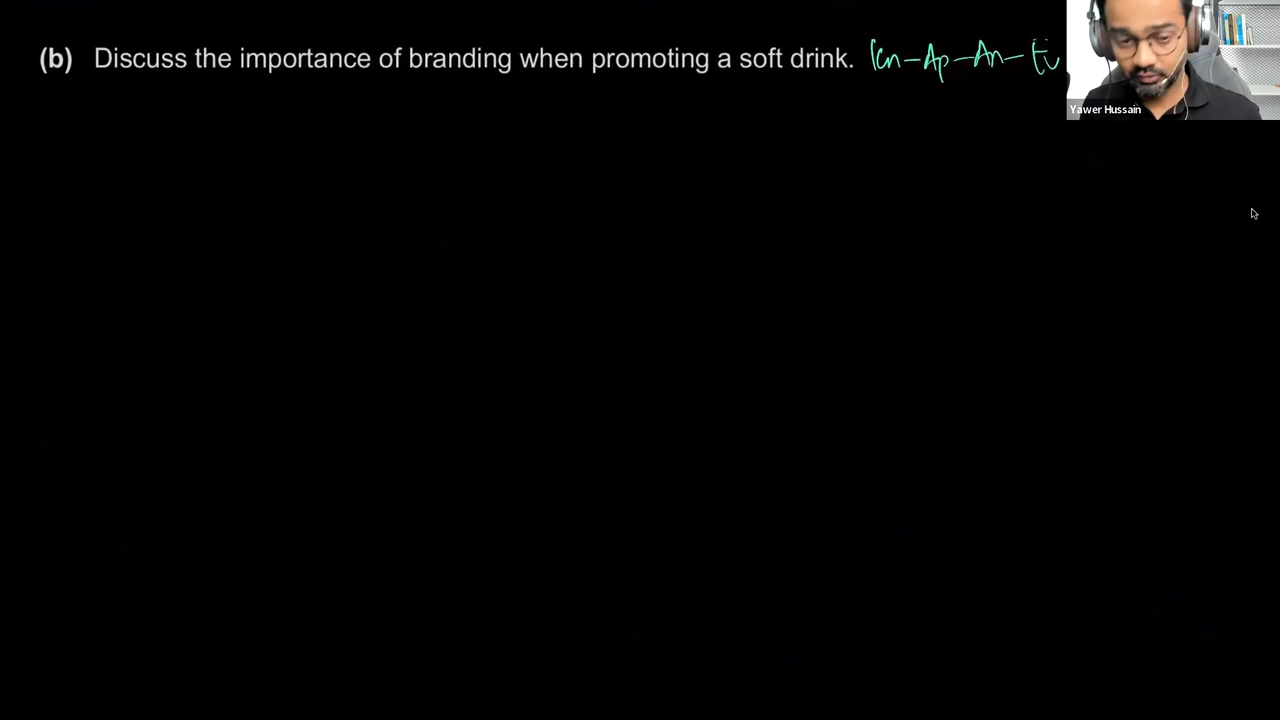 (b) Discuss the importance of branding when promoting a soft drink. Kn-Ap-An-Ev
Yawer Hussain